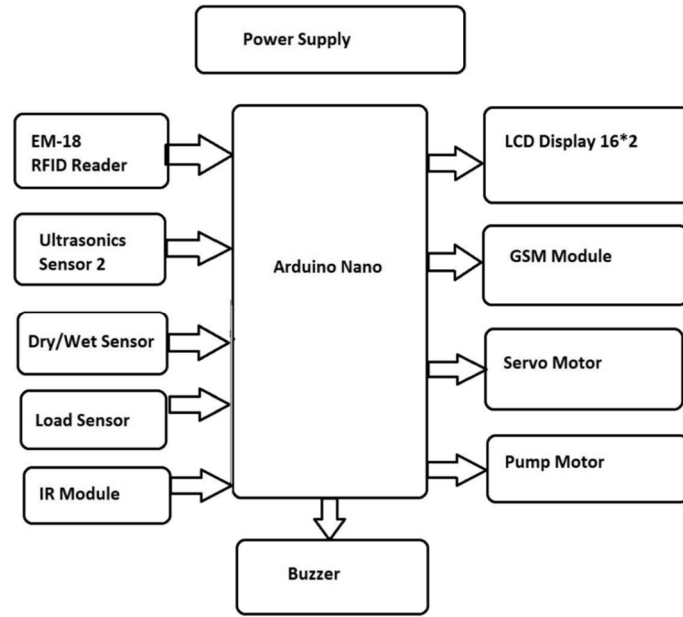 Power Supply
EM-18
RFID Reader
Ultrasonics
Sensor 2
Dry/Wet Sensor
Load Sensor
IR Module
Arduino Nano
LCD Display 16*2
GSM Module
Servo Motor
Pump Motor
Buzzer